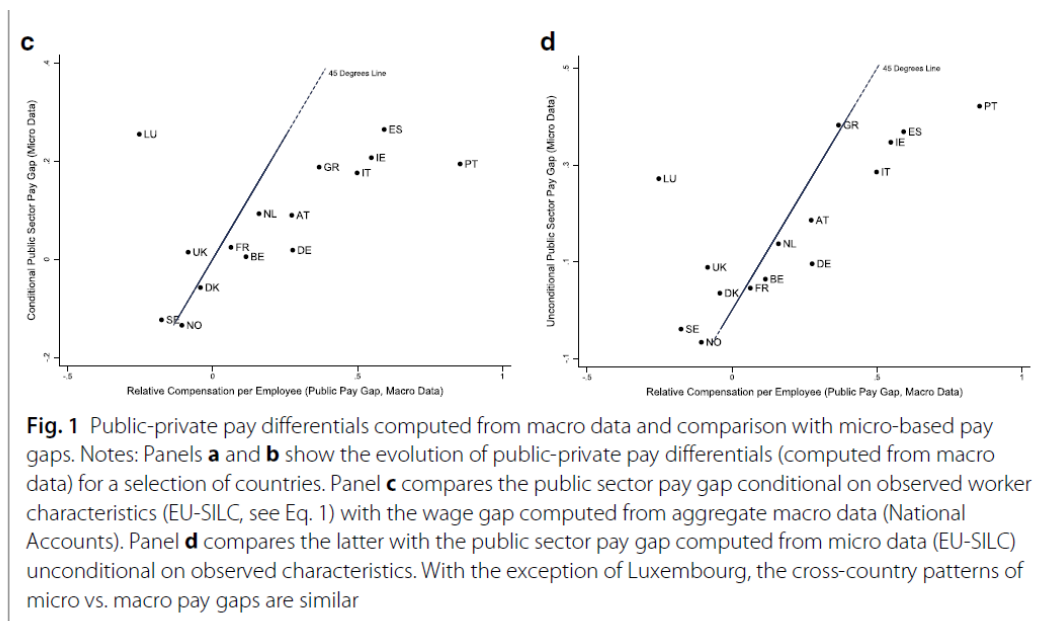 c
Conditional Public Sector Pay Gap (Micro Data)
.4
.2
0
-.2
45 Degrees Line
LU
ES
IE
GR
IT
PT
NL
AT
FR
UK
BE
DE
DK
SE
NO
-.5
0
.5
1
Relative Compensation per Employee (Public Pay Gap, Macro Data)
d
Unconditional Public Sector Pay Gap (Micro Data)
.5
.3
.1
-.1
45 Degrees Line
PT
GR
ES
IE
IT
LU
AT
NL
UK
DE
BE
FR
DK
SE
NO
-.5
0
.5
1
Relative Compensation per Employee (Public Pay Gap, Macro Data)
Fig. 1 Public-private pay differentials computed from macro data and comparison with micro-based pay
gaps. Notes: Panels a and b show the evolution of public-private pay differentials (computed from macro
data) for a selection of countries. Panel c compares the public sector pay gap conditional on observed worker
characteristics (EU-SILC, see Eq. 1) with the wage gap computed from aggregate macro data (National
Accounts). Panel d compares the latter with the public sector pay gap computed from micro data (EU-SILC)
unconditional on observed characteristics. With the exception of Luxembourg, the cross-country patterns of
micro vs. macro pay gaps are similar